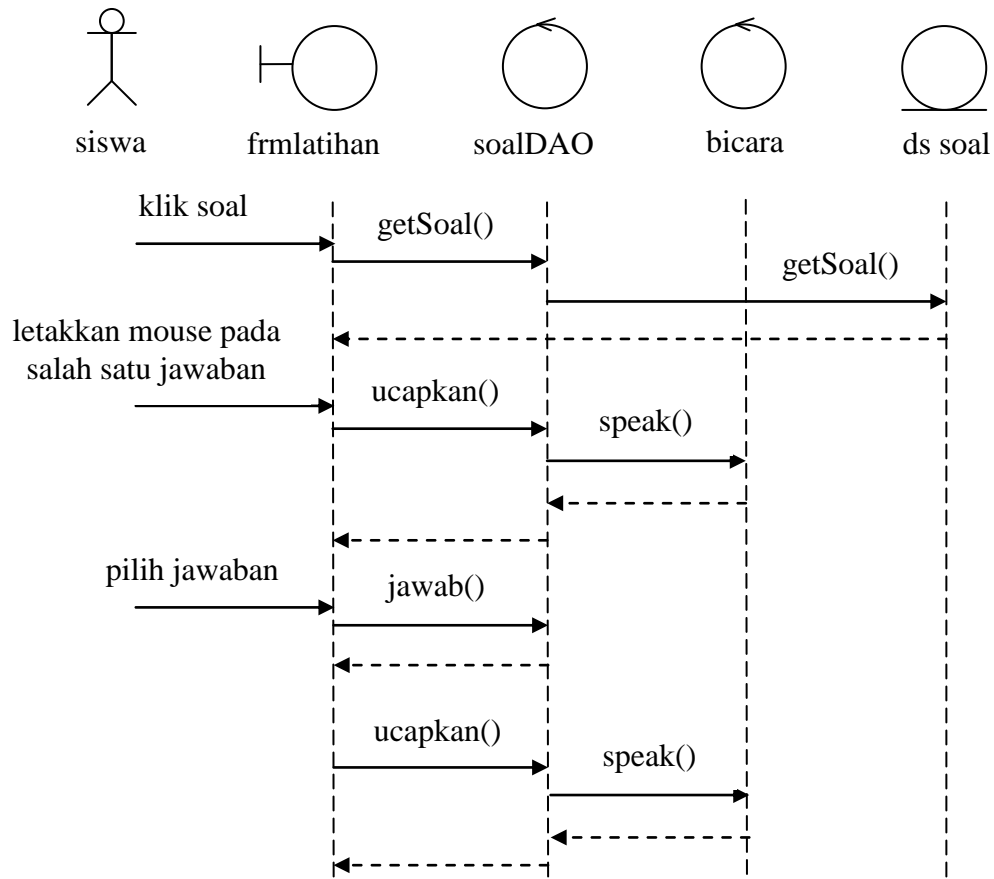 siswa
frmlatihan
soalDAO
bicara
ds soal
klik soal
getSoal()
getSoal()
letakkan mouse pada
salah satu jawaban
ucapkan()
speak()
pilih jawaban
jawab()
ucapkan()
speak()